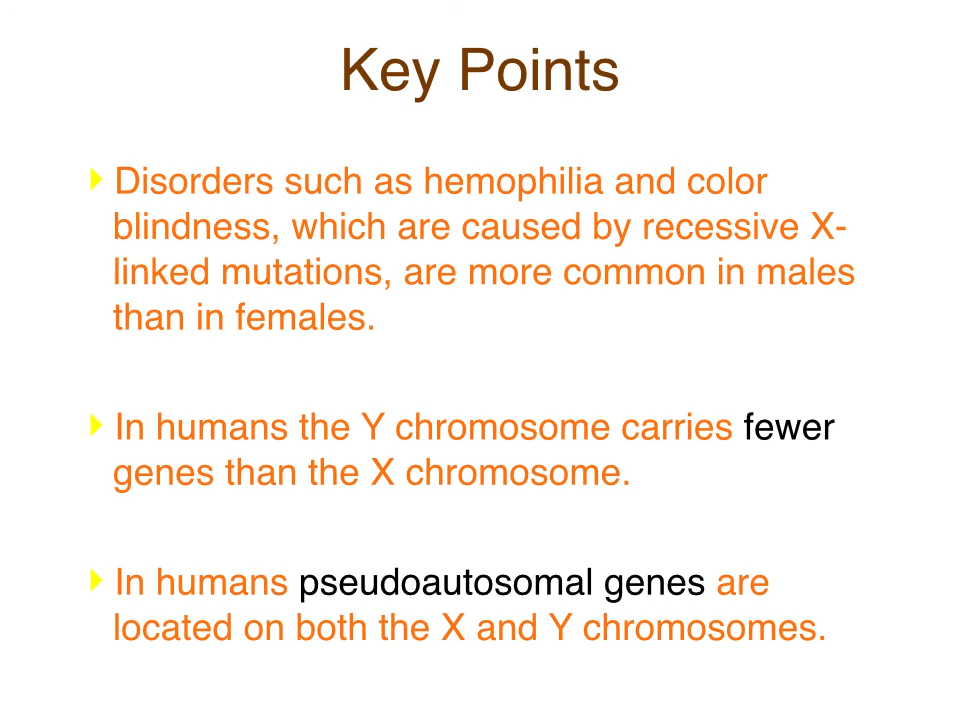 Key Points
Disorders such as hemophilia and color
blindness, which are caused by recessive X-
linked mutations, are more common in males
than in females.
In humans the Y chromosome carries fewer
genes than the X chromosome.
In humans pseudoautosomal genes are
located on both the X and Y chromosomes.